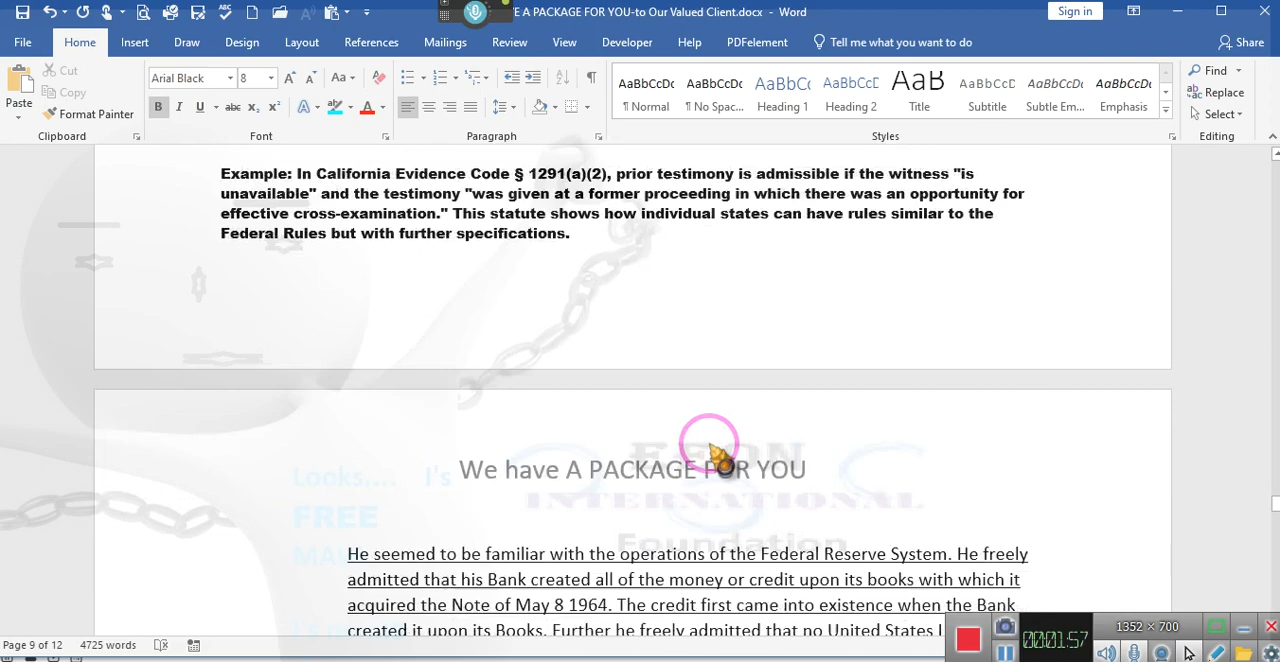 E A PACKAGE FOR YOU-to Our Valued Client.docx - Word
Sign in
File Home Insert Draw Design Layout References Mailings Review View Developer Help PDFelement Tell me what you want to do Share
Paste
Cut
Copy
Format Painter
Clipboard
Arial Black 8
Font
Paragraph
AaBbCcDc ¶ Normal
AaBbCcDc ¶ No Spac...
AaBbCcD Heading 1
AaBbCcD Heading 2
AaB Title
AaBbCcD Subtitle
AaBbCcDc Subtle Em...
AaBbCcDc Emphasis
Styles
Find
Replace
Select
Editing
Example: In California Evidence Code § 1291(a)(2), prior testimony is admissible if the witness "is
unavailable" and the testimony "was given at a former proceeding in which there was an opportunity for
effective cross-examination." This statute shows how individual states can have rules similar to the
Federal Rules but with further specifications.
We have A PACKAGE FOR YOU
Looks.... I's
FREE
INTERNATIONAL
Foundation
He seemed to be familiar with the operations of the Federal Reserve System. He freely
admitted that his Bank created all of the money or credit upon its books with which it
acquired the Note of May 8 1964. The credit first came into existence when the Bank
created it upon its Books. Further he freely admitted that no United States
Page 9 of 12 4725 words
1352 × 700
00:01:57